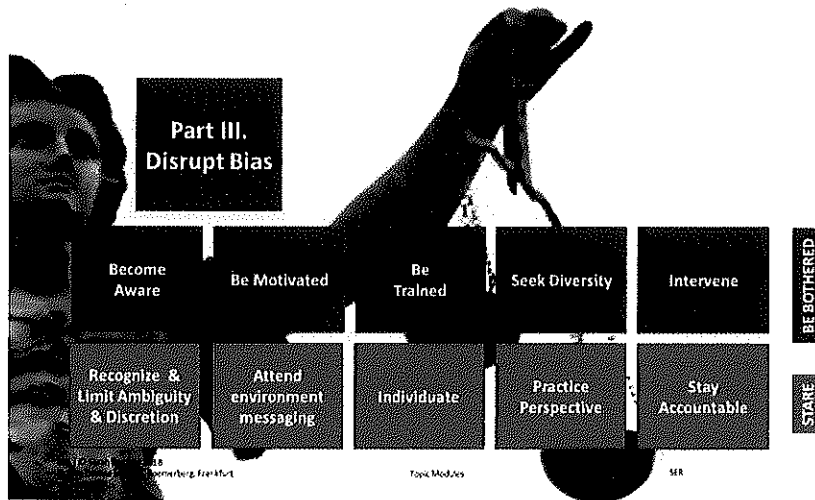 Part III.
Disrupt Bias
Become
Aware
Be Motivated
Be
Trained
Seek Diversity
Intervene
BE BOTHERED
Recognize &
Limit Ambiguity
& Discretion
Attend
environment
messaging
Individuate
Practice
Perspective
Stay
Accountable
STARE
Frankfurt
Topic Modules